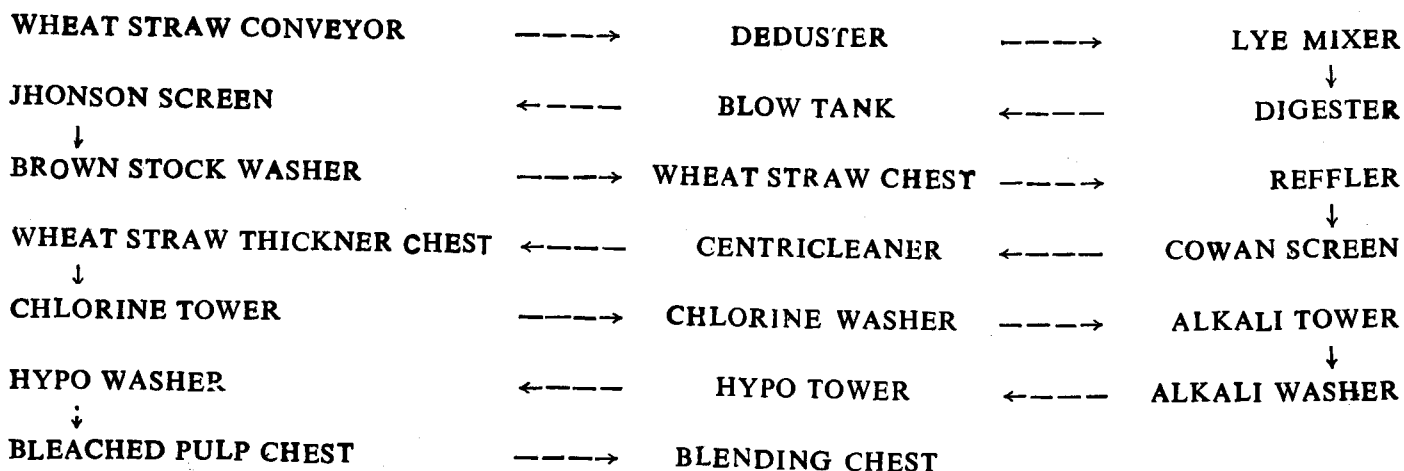 WHEAT STRAW CONVEYOR ----→ DEDUSTER ----→ LYE MIXER
↓
JHONSON SCREEN ←---- BLOW TANK ←---- DIGESTER
↓
BROWN STOCK WASHER ----→ WHEAT STRAW CHEST ----→ REFFLER
↓
WHEAT STRAW THICKNER CHEST ←---- CENTRICLEANER ←---- COWAN SCREEN
↓
CHLORINE TOWER ----→ CHLORINE WASHER ----→ ALKALI TOWER
↓
HYPO WASHER ←---- HYPO TOWER ←---- ALKALI WASHER
↓
BLEACHED PULP CHEST ----→ BLENDING CHEST